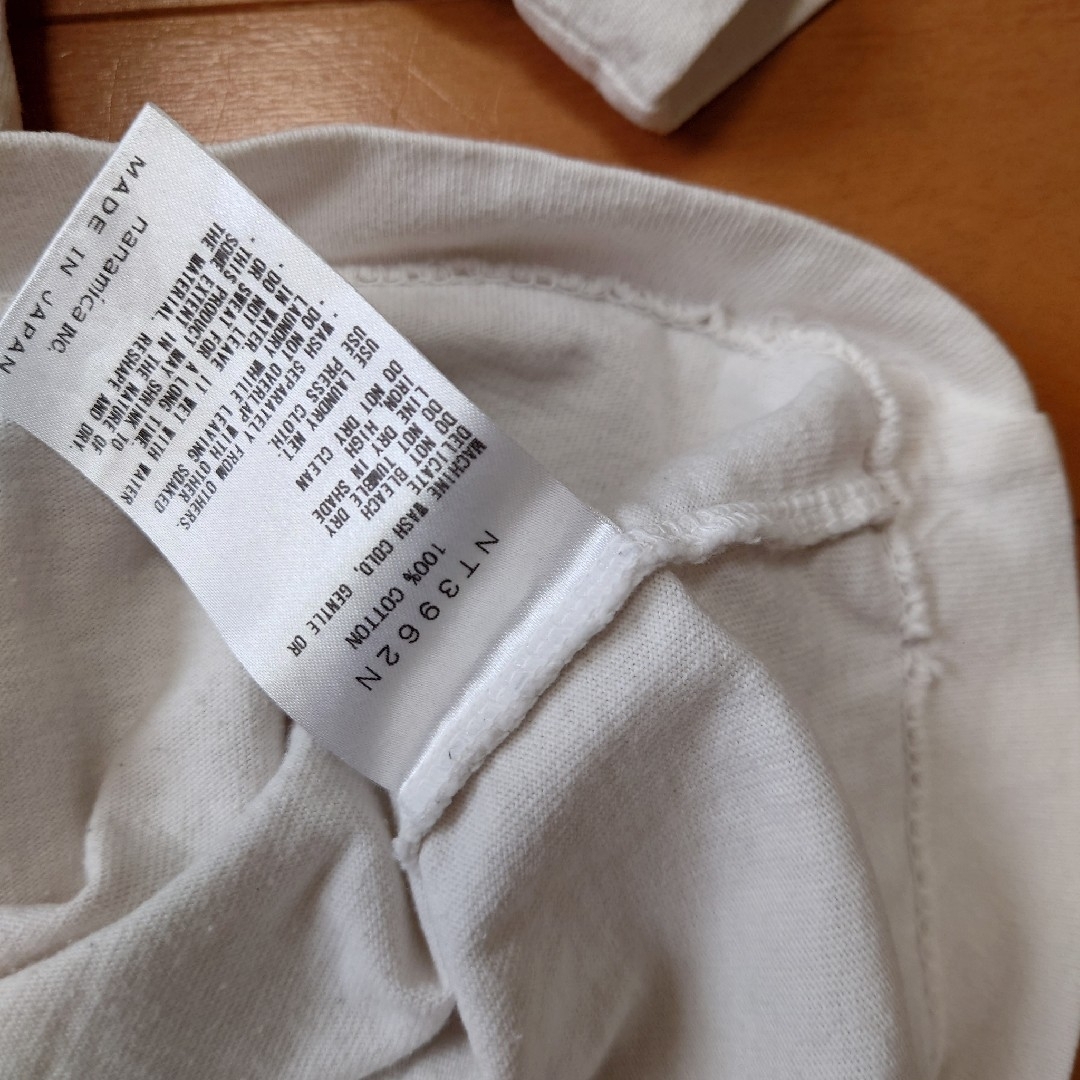 NT3962N
100% COTTON
MACHINE WASH COLD, GENTLE OR
DELICATE
DO NOT BLEACH
DO NOT TUMBLE DRY
LINE DRY IN SHADE
IRON HIGH
DO NOT DRY CLEAN
USE PRESS CLOTH.
USE LAUNDRY NET.
・WASH SEPARATELY FROM OTHERS.
・DO NOT OVERLAP WITH OTHER
LAUNDRY WHILE LEAVING SOAKED
IN WATER.
・DO NOT LEAVE IT WET WITH WATER
OR SWEAT FOR A LONG TIME
・THIS PRODUCT MAY SHRINK TO
SOME EXTENT IN THE NATURE OF
THE MATERIAL. RESHAPE AND DRY.
nanamica INC.
MADE IN JAPAN